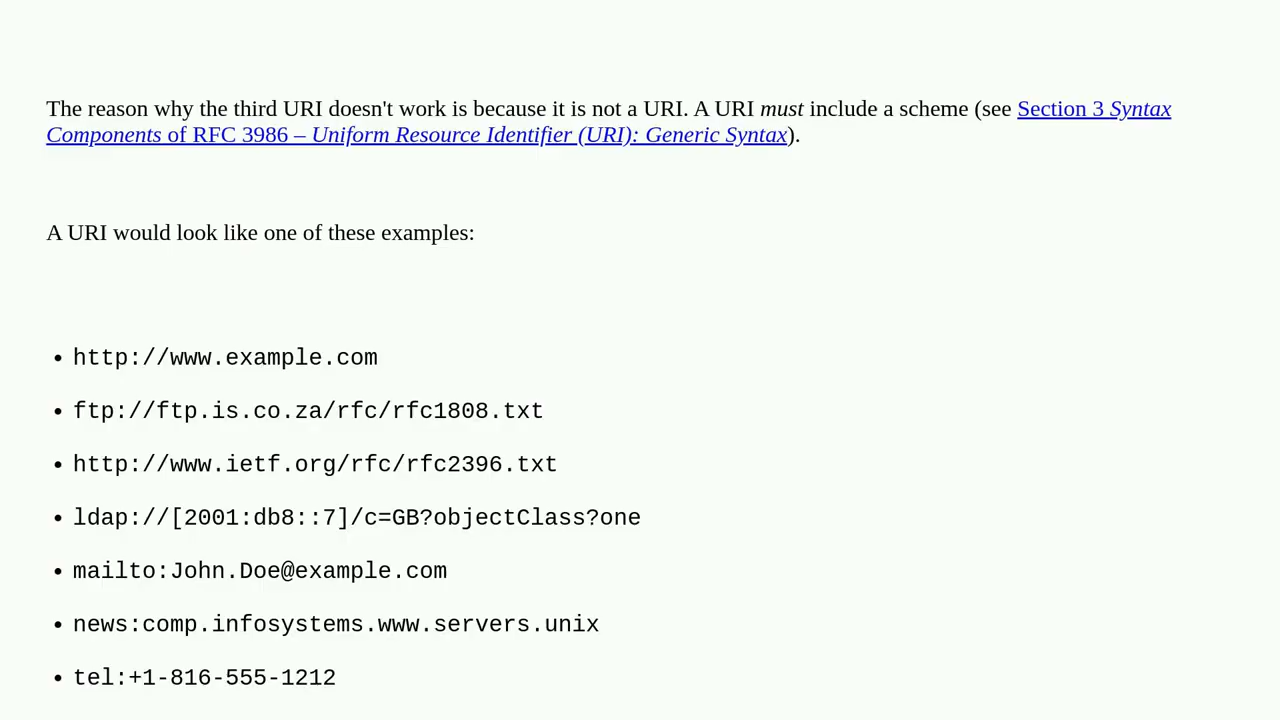 The reason why the third URI doesn't work is because it is not a URI. A URI must include a scheme (see Section 3 Syntax
Components of RFC 3986 – Uniform Resource Identifier (URI): Generic Syntax).
A URI would look like one of these examples:
• http://www.example.com
• ftp://ftp.is.co.za/rfc/rfc1808.txt
• http://www.ietf.org/rfc/rfc2396.txt
• ldap://[2001:db8::7]/c=GB?objectClass?one
• mailto:John.Doe@example.com
• news:comp.infosystems.www.servers.unix
• tel:+1-816-555-1212